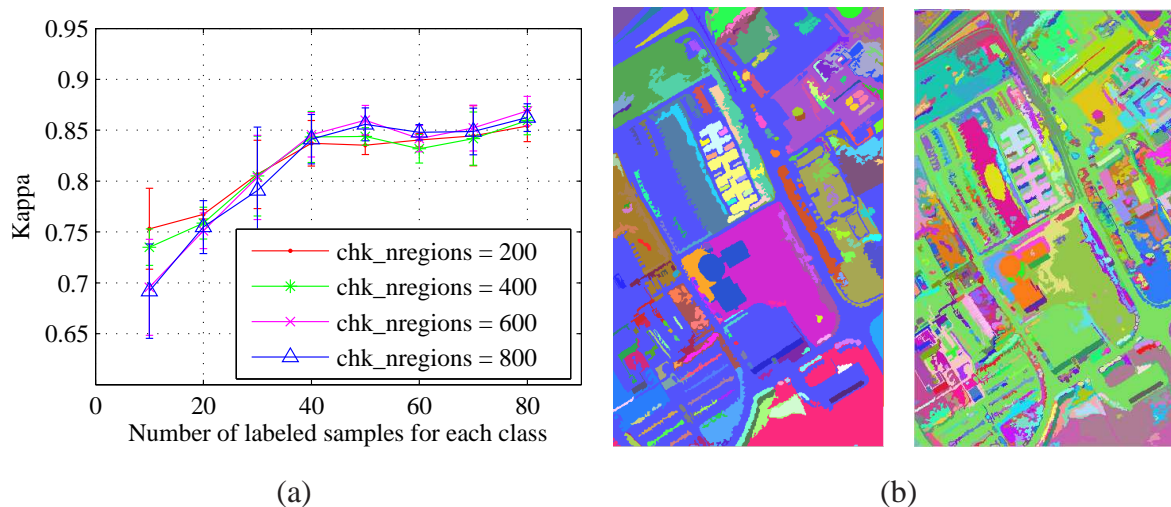 0.95
0.9
0.85
0.8
0.75
0.7
0.65
Kappa
chk_nregions = 200
chk_nregions = 400
chk_nregions = 600
chk_nregions = 800
0 20 40 60 80
Number of labeled samples for each class
(a) (b)